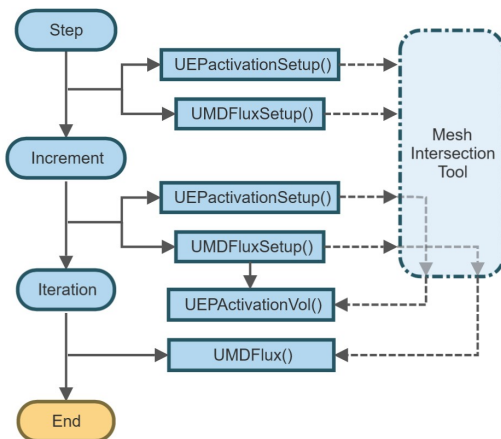 Step
UEPactivationSetup()
UMDFluxSetup()
Mesh
Intersection
Tool
Increment
UEPactivationSetup()
UMDFluxSetup()
Iteration
UEPActivationVol()
UMDFlux()
End